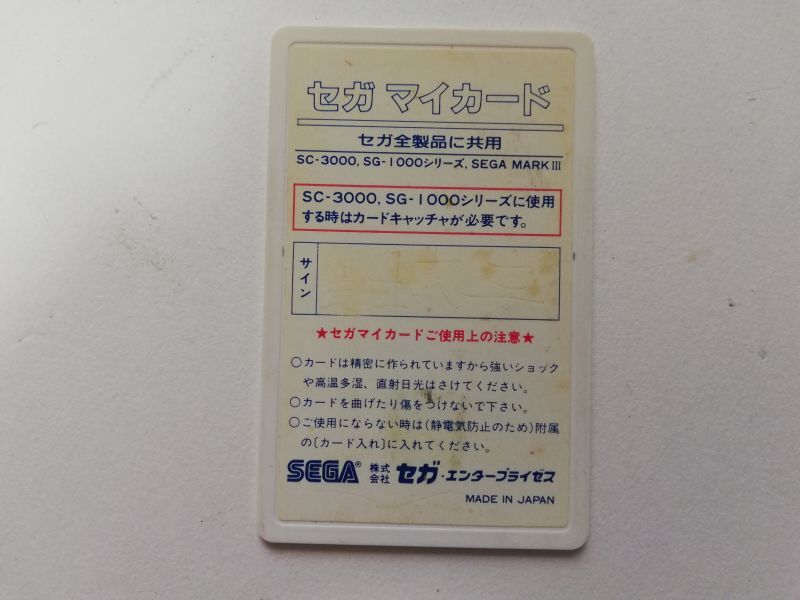 セガ マイカード
セガ全製品に共用
SC-3000, SG-1000シリーズ, SEGA MARK III
SC-3000, SG-1000シリーズに使用
する時はカードキャッチャが必要です。
サイン
★セガマイカードご使用上の注意★
○カードは精密に作られていますから強いショック
や高温多湿、直射日光はさけてください。
○カードを曲げたり傷をつけないで下さい。
○ご使用にならない時は(静電気防止のため)附属
の〔カード入れ〕に入れてください。
SEGA® 株式会社 セガ・エンタープライゼス
MADE IN JAPAN